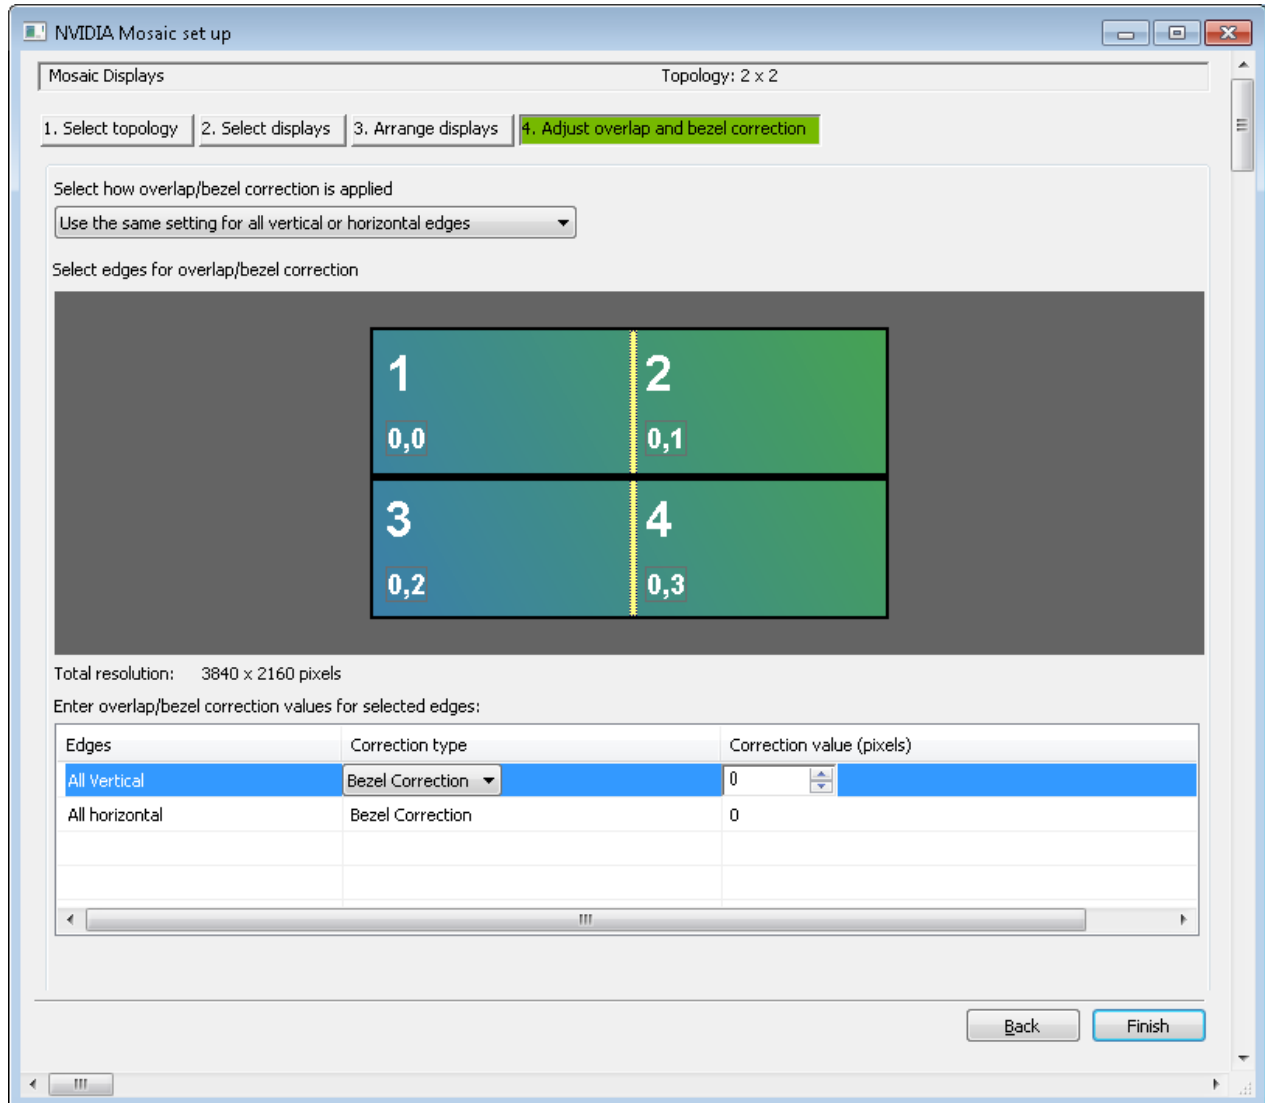 NVIDIA Mosaic set up
Mosaic Displays Topology: 2 x 2
1. Select topology 2. Select displays 3. Arrange displays 4. Adjust overlap and bezel correction
Select how overlap/bezel correction is applied
Use the same setting for all vertical or horizontal edges
Select edges for overlap/bezel correction
1 2
0,0 0,1
3 4
0,2 0,3
Total resolution: 3840 x 2160 pixels
Enter overlap/bezel correction values for selected edges:
Edges Correction type Correction value (pixels)
All Vertical Bezel Correction 0
All horizontal Bezel Correction 0
Back Finish